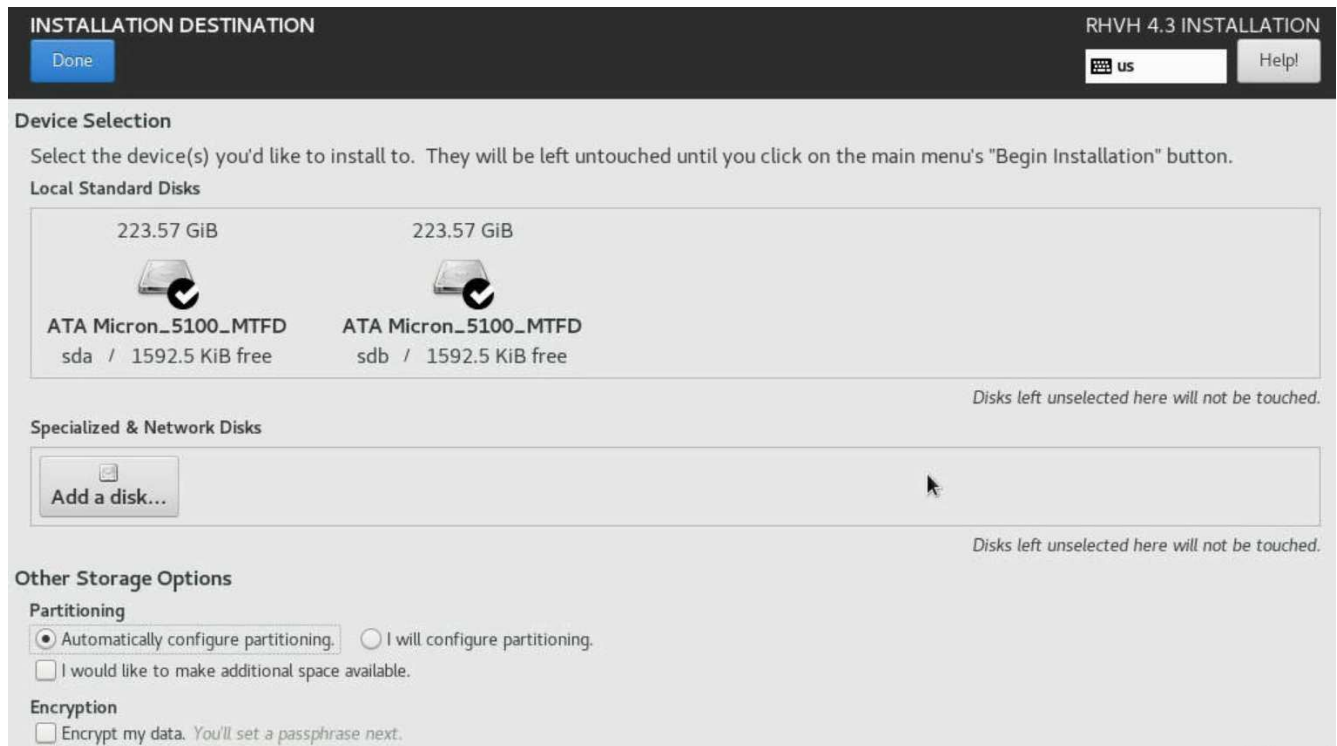 INSTALLATION DESTINATION
RHVH 4.3 INSTALLATION
Done
us
Help!
Device Selection
Select the device(s) you'd like to install to. They will be left untouched until you click on the main menu's "Begin Installation" button.
Local Standard Disks
223.57 GiB
ATA Micron_5100_MTFD
sda / 1592.5 KiB free
223.57 GiB
ATA Micron_5100_MTFD
sdb / 1592.5 KiB free
Disks left unselected here will not be touched.
Specialized & Network Disks
Add a disk...
Disks left unselected here will not be touched.
Other Storage Options
Partitioning
Automatically configure partitioning. I will configure partitioning.
I would like to make additional space available.
Encryption
Encrypt my data. You'll set a passphrase next.